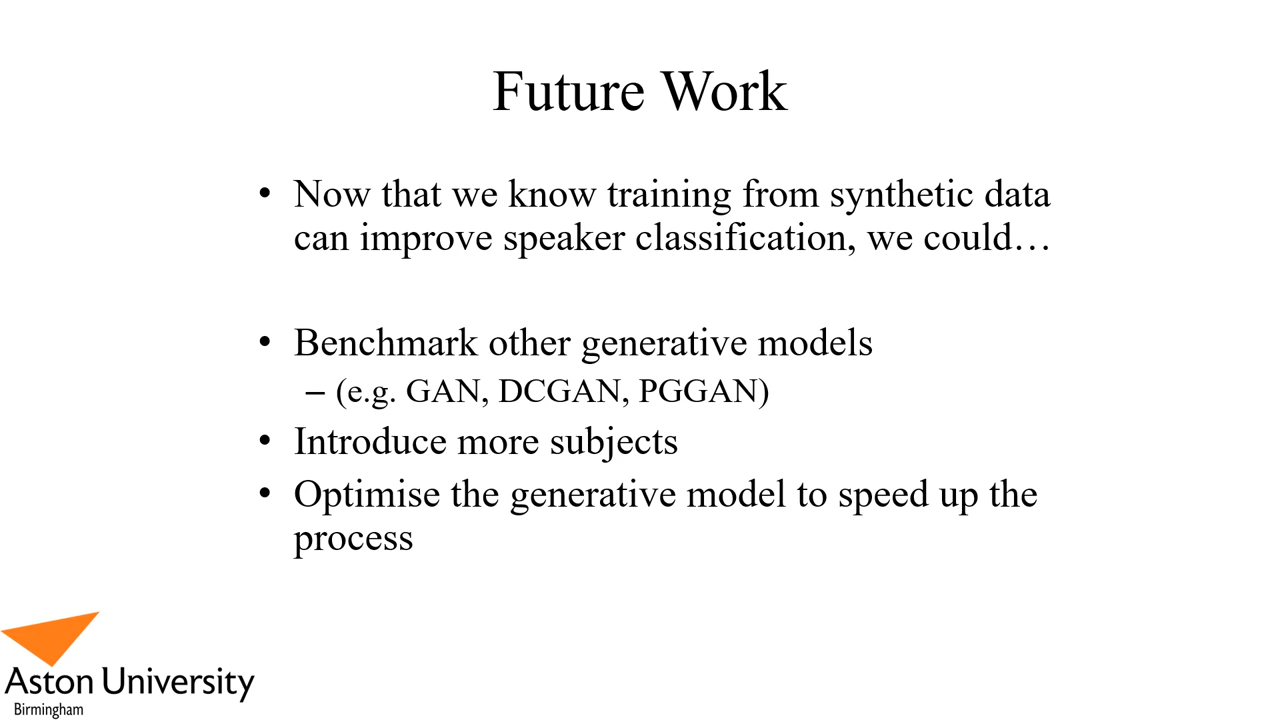 Future Work
• Now that we know training from synthetic data
can improve speaker classification, we could…
• Benchmark other generative models
– (e.g. GAN, DCGAN, PGGAN)
• Introduce more subjects
• Optimise the generative model to speed up the
process
Aston University
Birmingham